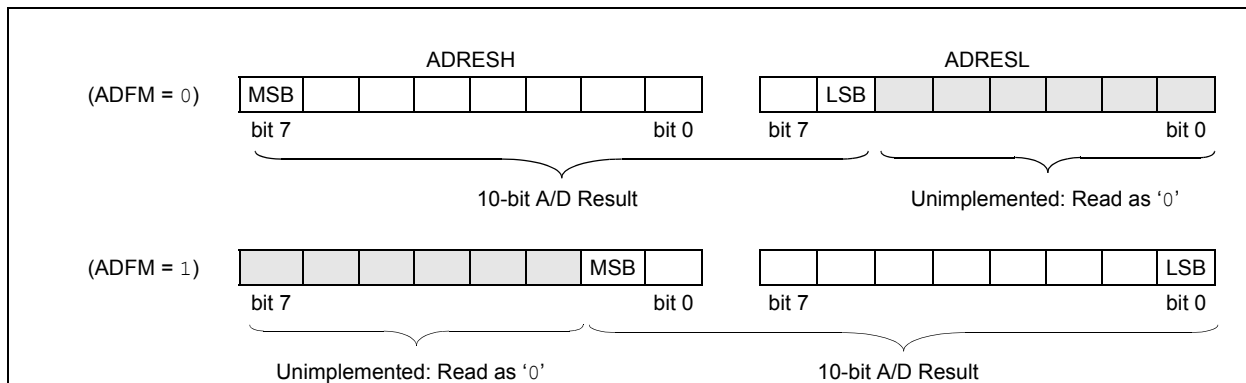 ADRESH ADRESL
(ADFM = 0) MSB LSB
bit 7 bit 0 bit 7 bit 0
10-bit A/D Result Unimplemented: Read as ‘0’
(ADFM = 1) MSB LSB
bit 7 bit 0 bit 7 bit 0
Unimplemented: Read as ‘0’ 10-bit A/D Result